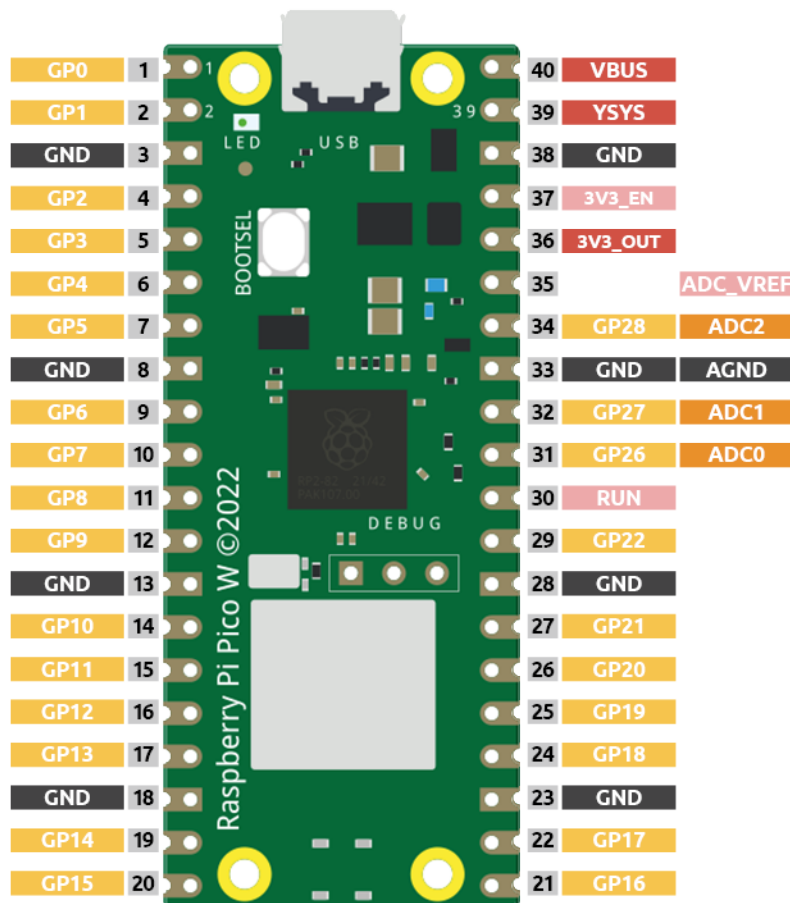 GP0 1 1 40 VBUS
GP1 2 2 39 39 YSYS
LED USB
GND 3 38 GND
GP2 4 37 3V3_EN
BOOTSEL
GP3 5 36 3V3_OUT
GP4 6 35 ADC_VREF
GP5 7 34 GP28 ADC2
GND 8 33 GND AGND
GP6 9 32 GP27 ADC1
GP7 10 31 GP26 ADC0
RP2-B2 21/42
GP8 11 30 RUN
DEBUG
GP9 12 29 GP22
GND 13 28 GND
GP10 14 27 GP21
GP11 15 26 GP20
GP12 16 25 GP19
GP13 17 24 GP18
GND 18 23 GND
GP14 19 22 GP17
GP15 20 21 GP16
Raspberry Pi Pico W ©2022